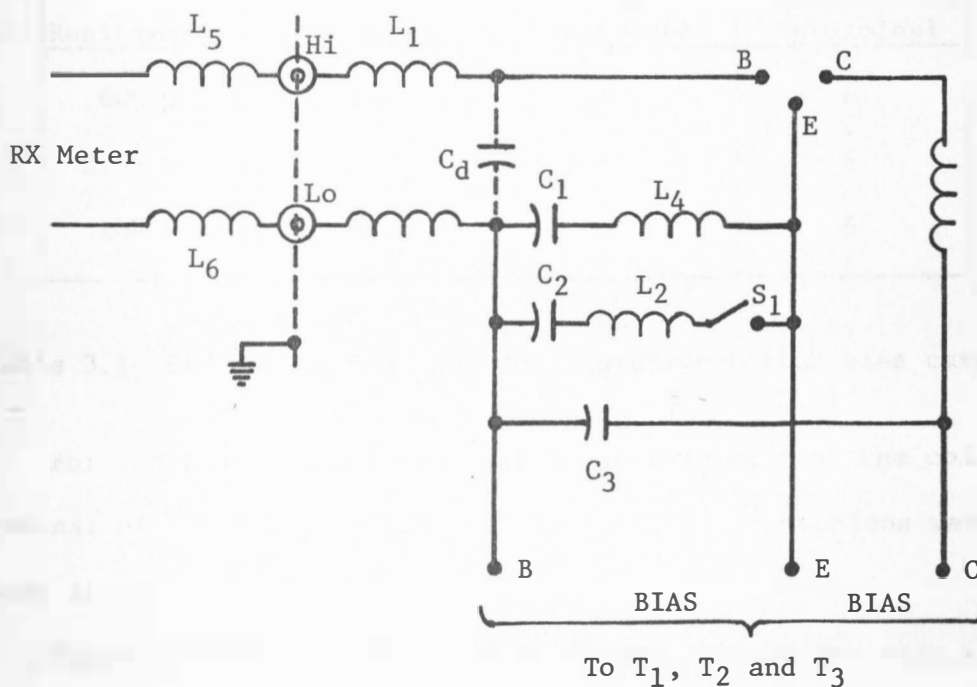 L5
Hi
L1
B
C
E
RX Meter
Cd
Lo
C1
L4
L6
C2
L2
S1
C3
B
E
C
BIAS
BIAS
To T1, T2 and T3